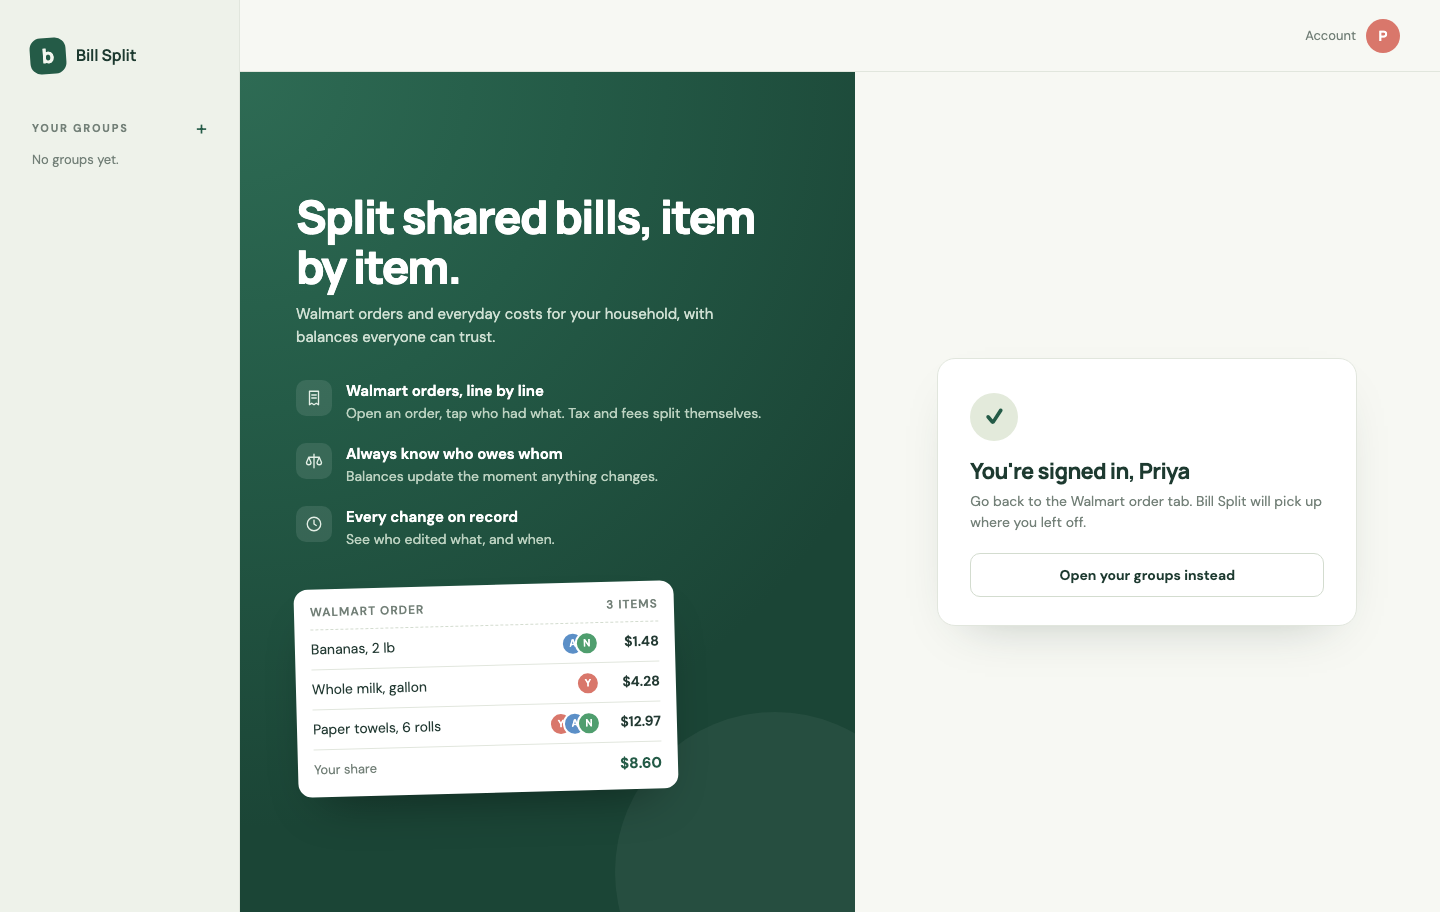 b Bill Split
Account P
YOUR GROUPS +
No groups yet.
Split shared bills, item
by item.
Walmart orders and everyday costs for your household, with
balances everyone can trust.
Walmart orders, line by line
Open an order, tap who had what. Tax and fees split themselves.
Always know who owes whom
Balances update the moment anything changes.
Every change on record
See who edited what, and when.
WALMART ORDER 3 ITEMS
Bananas, 2 lb A N $1.48
Whole milk, gallon Y $4.28
Paper towels, 6 rolls Y A N $12.97
Your share $8.60
You're signed in, Priya
Go back to the Walmart order tab. Bill Split will pick up
where you left off.
Open your groups instead